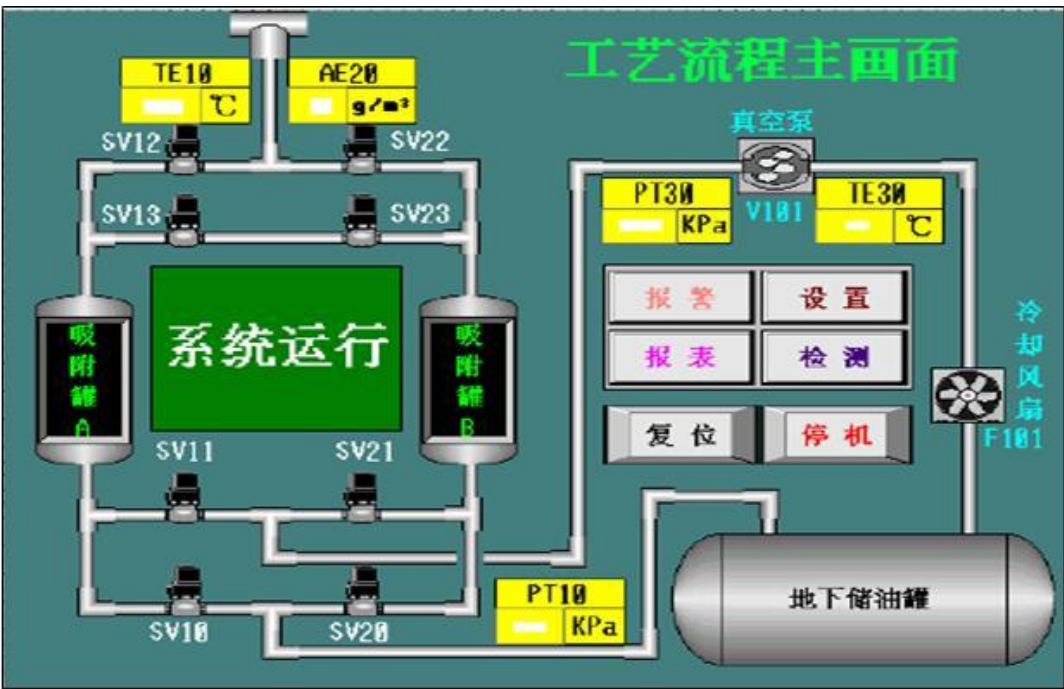 工艺流程主画面
TE10
℃
AE20
g/m³
SV12
SV22
真空泵
PT30
KPa
V101
TE30
℃
SV13
SV23
报警
设置
报表
检测
复位
停机
冷却风扇
F101
吸附罐A
系统运行
吸附罐B
SV11
SV21
PT10
KPa
SV10
SV20
地下储油罐